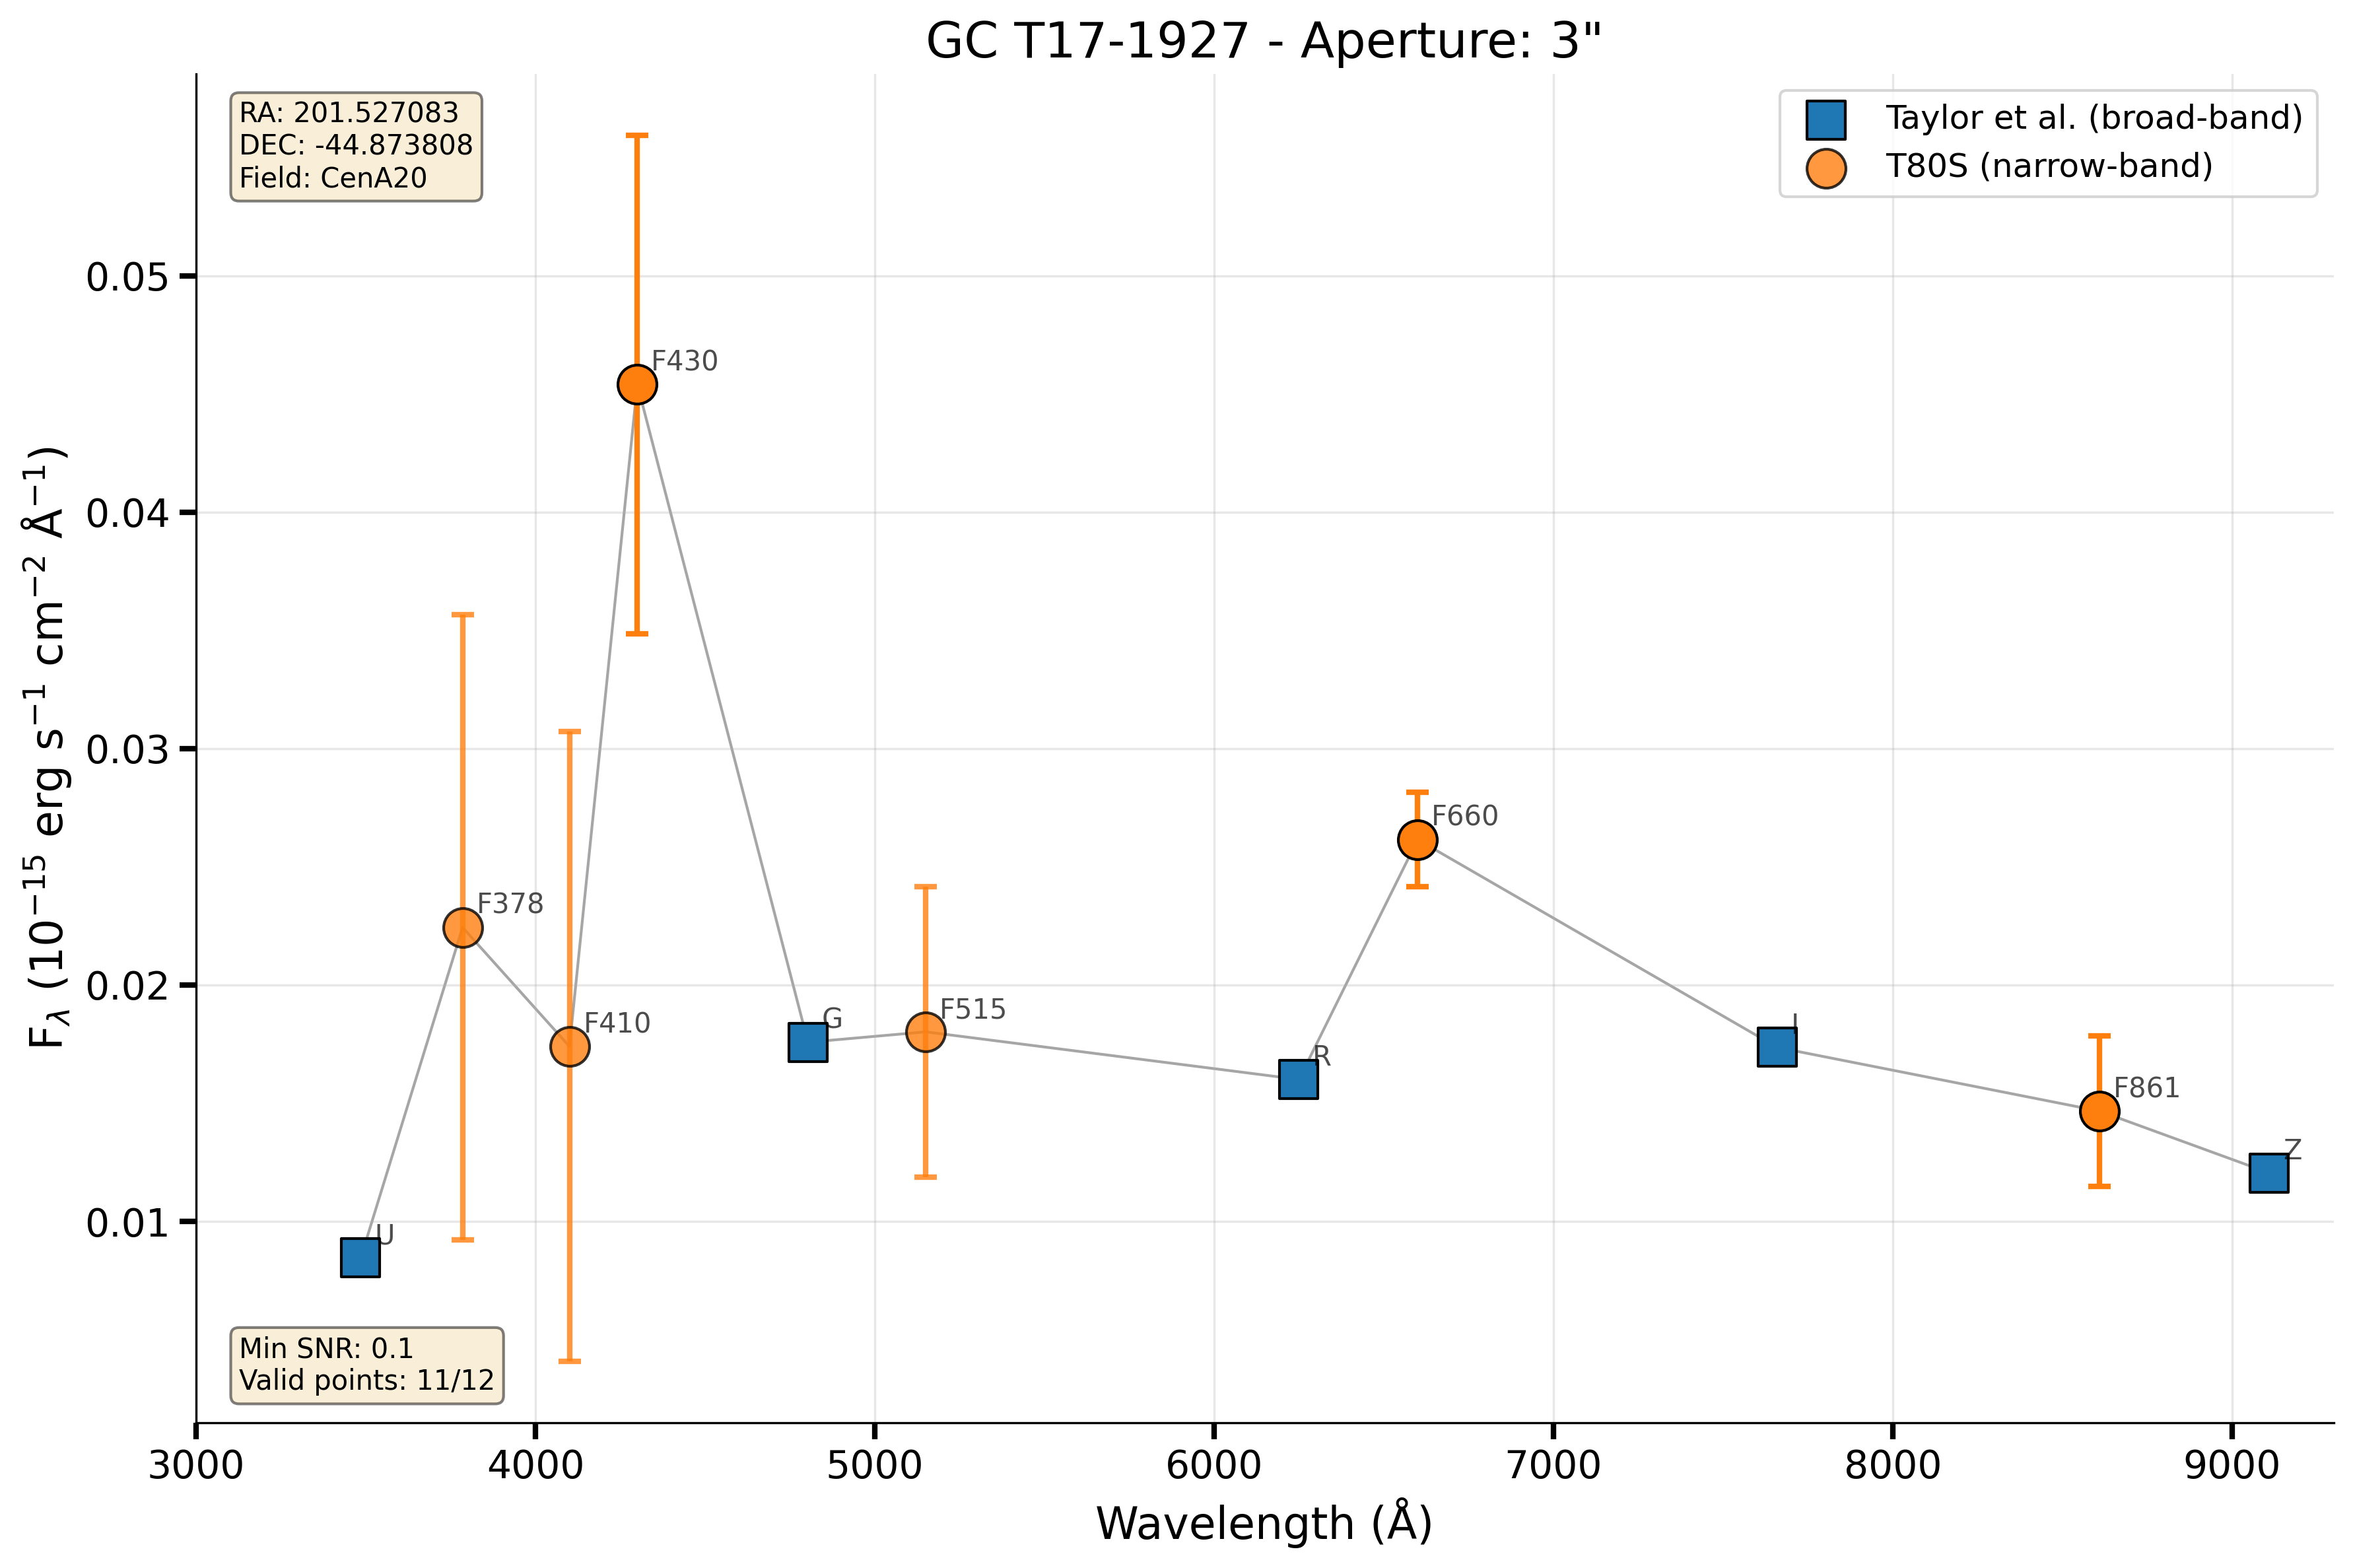 GC T17-1927 - Aperture: 3"
RA: 201.527083
DEC: -44.873808
Field: CenA20
Taylor et al. (broad-band)
T80S (narrow-band)
F430
F378
F410
G
F515
R
F660
I
F861
Z
U
Min SNR: 0.1
Valid points: 11/12
0.05
0.04
0.03
0.02
0.01
F_λ (10⁻¹⁵ erg s⁻¹ cm⁻² Å⁻¹)
3000 4000 5000 6000 7000 8000 9000
Wavelength (Å)